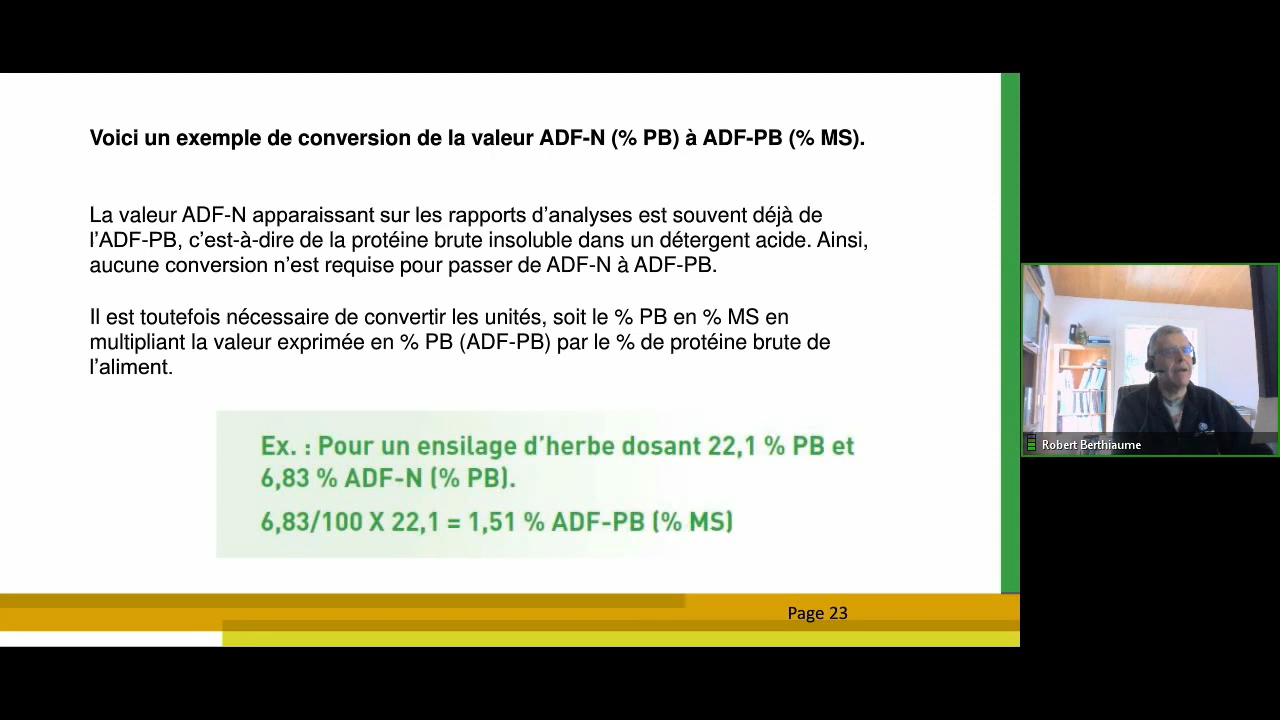 Voici un exemple de conversion de la valeur ADF-N (% PB) à ADF-PB (% MS).
La valeur ADF-N apparaissant sur les rapports d’analyses est souvent déjà de
l’ADF-PB, c’est-à-dire de la protéine brute insoluble dans un détergent acide. Ainsi,
aucune conversion n’est requise pour passer de ADF-N à ADF-PB.
Il est toutefois nécessaire de convertir les unités, soit le % PB en % MS en
multipliant la valeur exprimée en % PB (ADF-PB) par le % de protéine brute de
l’aliment.
Ex. : Pour un ensilage d’herbe dosant 22,1 % PB et
6,83 % ADF-N (% PB).
6,83/100 X 22,1 = 1,51 % ADF-PB (% MS)
Page 23
Robert Berthiaume